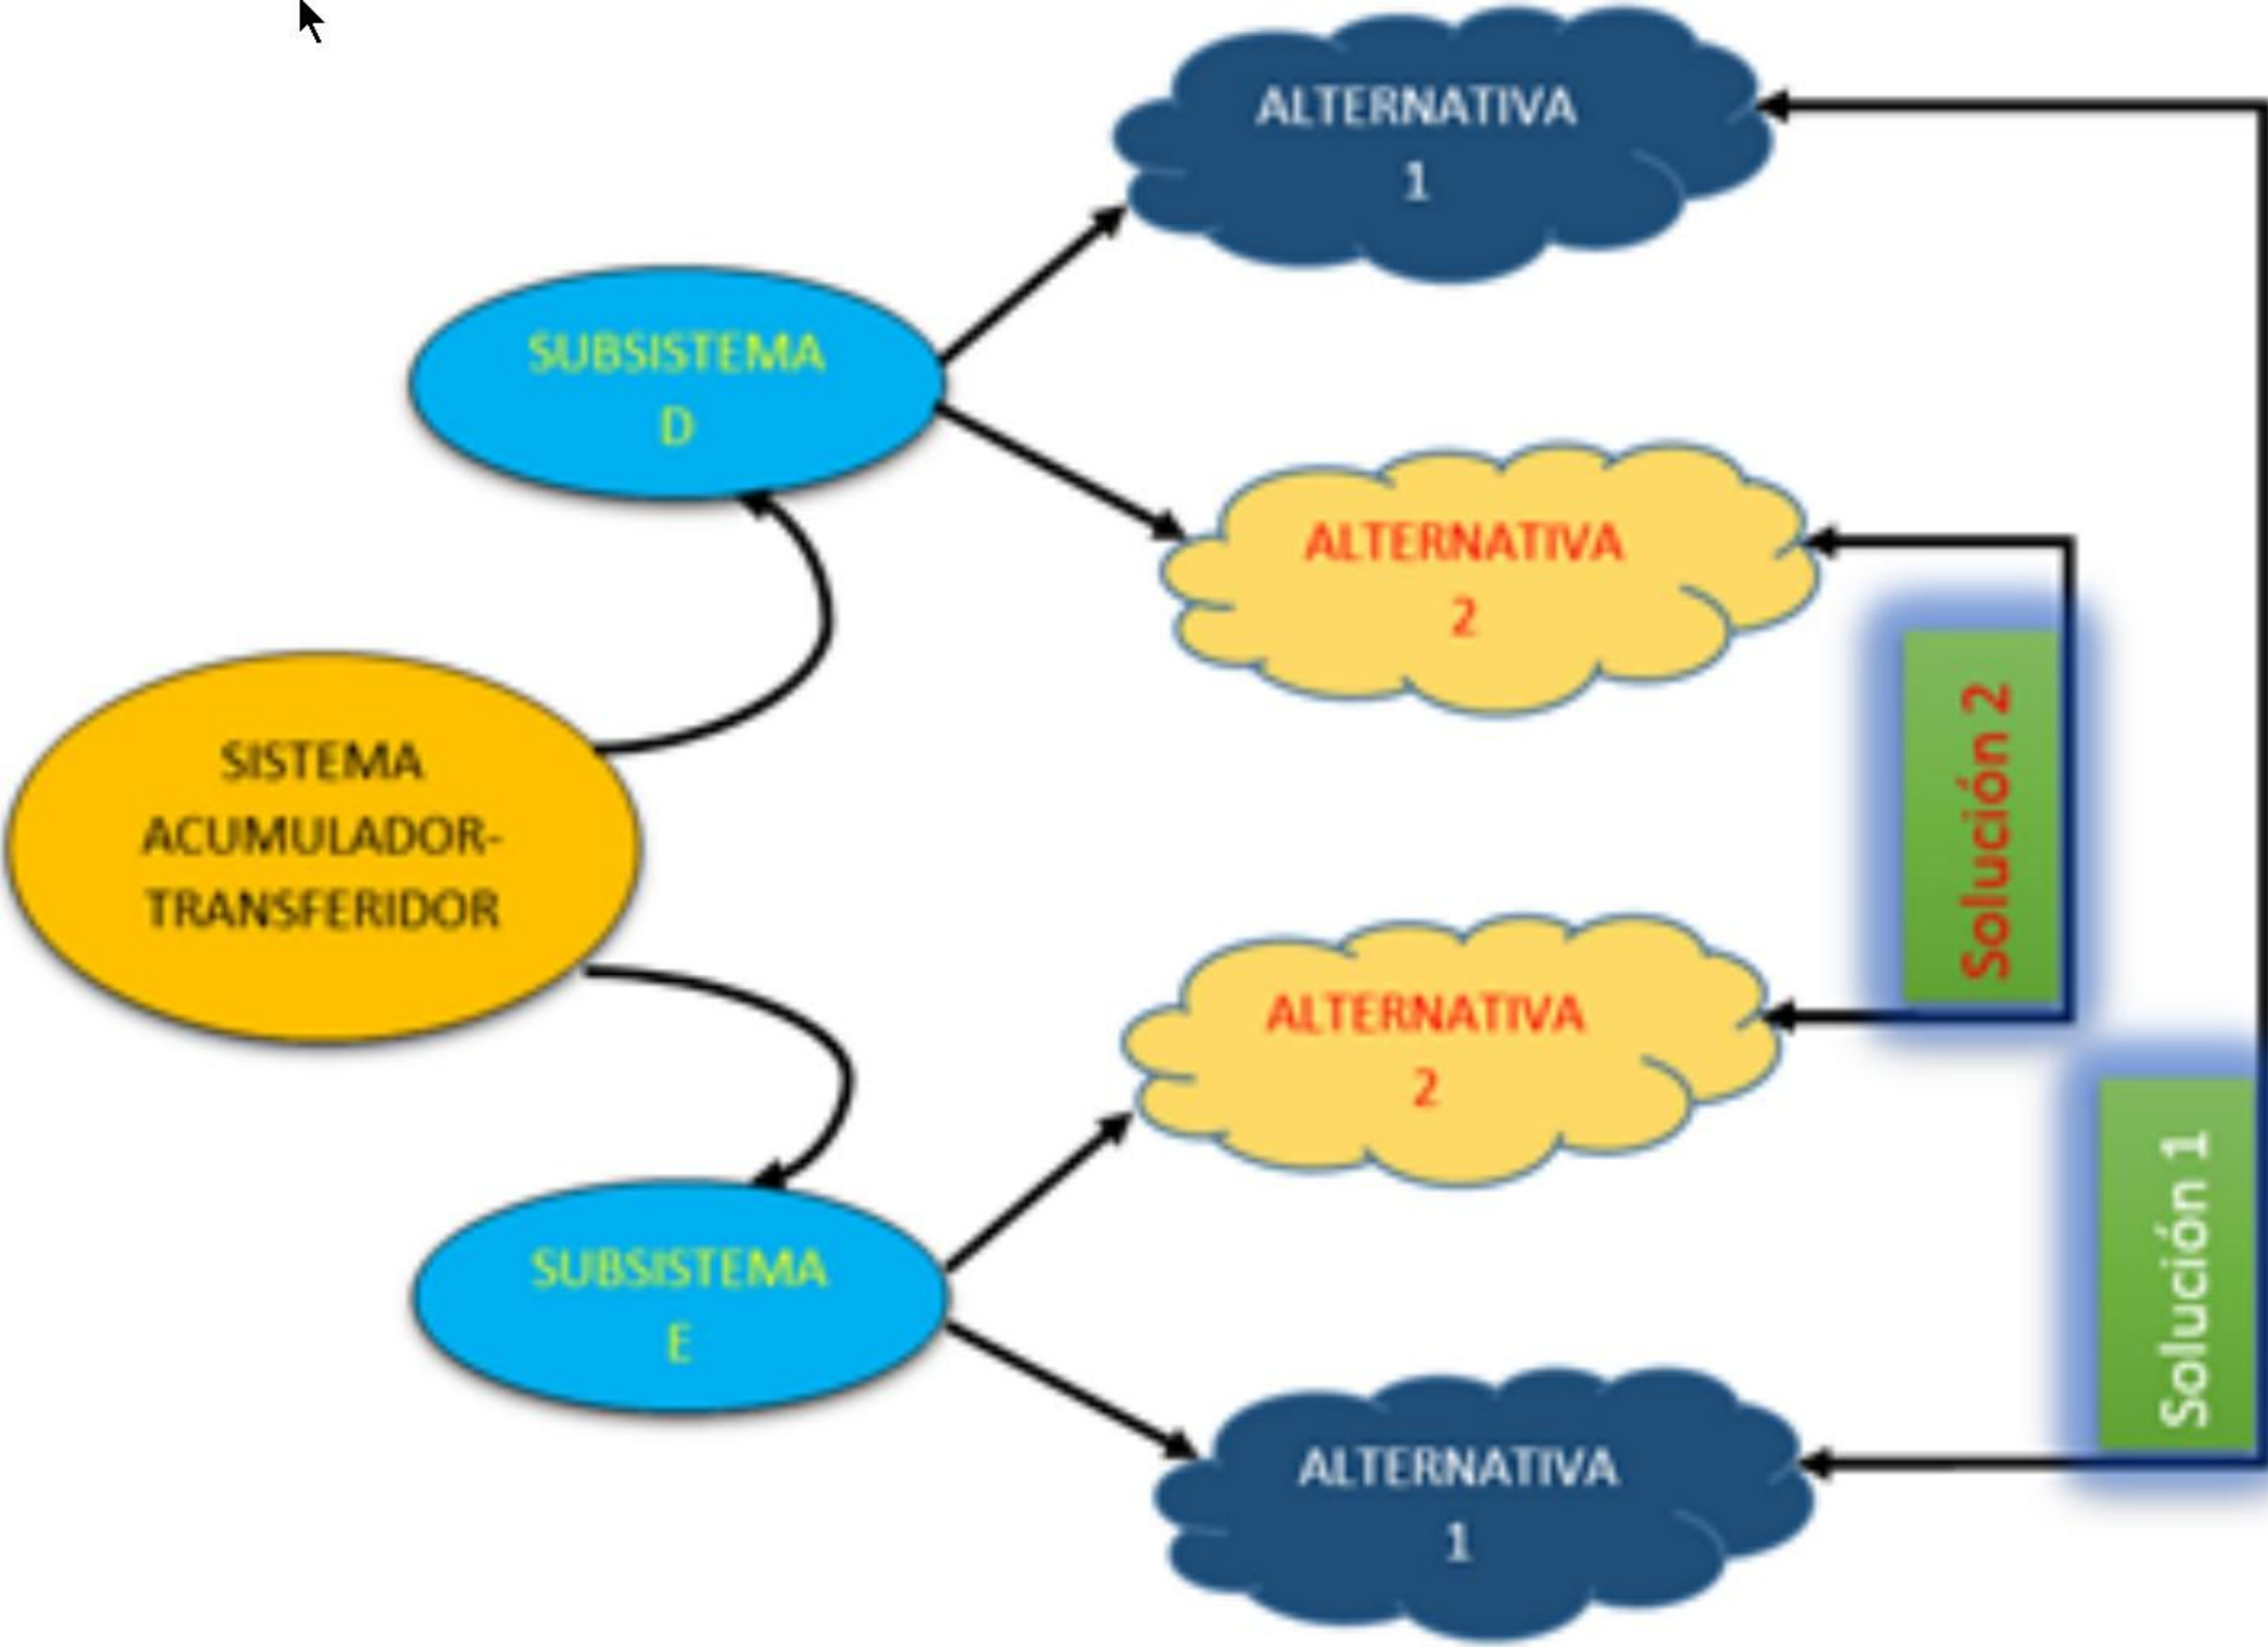 ALTERNATIVA
1
SUBSISTEMA
D
ALTERNATIVA
2
Solución 2
SISTEMA
ACUMULADOR-
TRANSFERIDOR
ALTERNATIVA
2
Solución 1
SUBSISTEMA
E
ALTERNATIVA
1